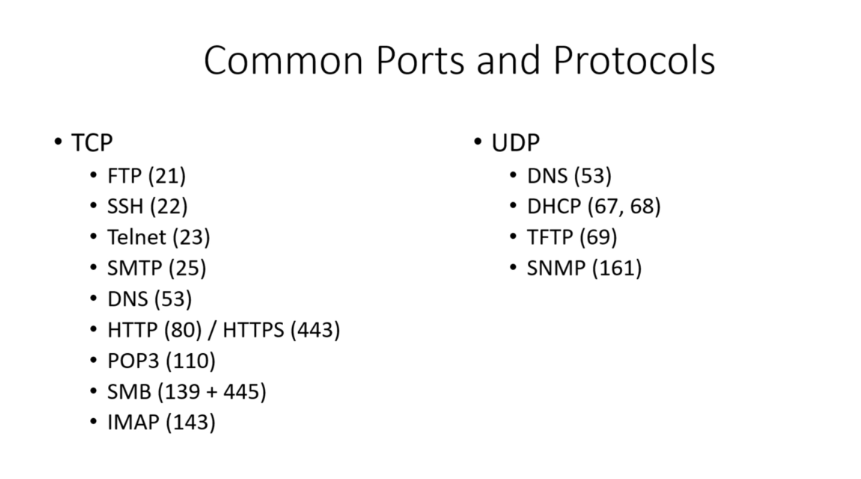 Common Ports and Protocols
• TCP
• FTP (21)
• SSH (22)
• Telnet (23)
• SMTP (25)
• DNS (53)
• HTTP (80) / HTTPS (443)
• POP3 (110)
• SMB (139 + 445)
• IMAP (143)
• UDP
• DNS (53)
• DHCP (67, 68)
• TFTP (69)
• SNMP (161)